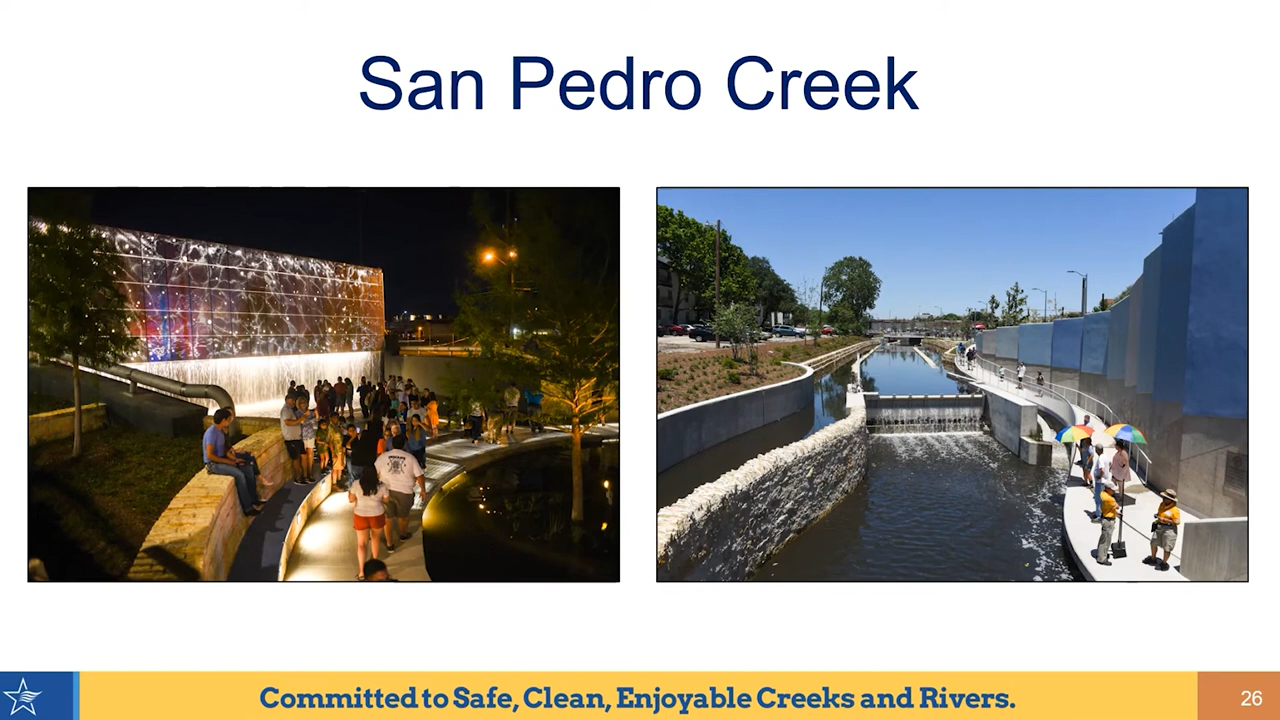 San Pedro Creek
Committed to Safe, Clean, Enjoyable Creeks and Rivers.
26